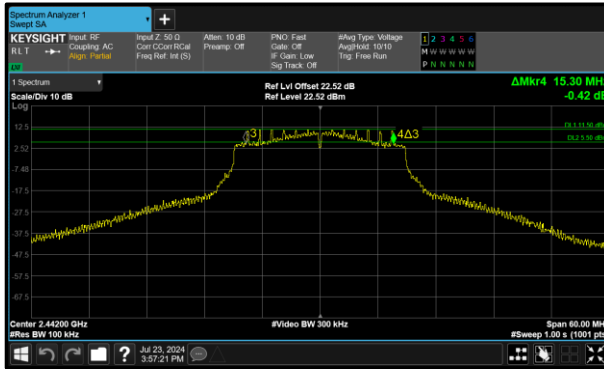 Spectrum Analyzer 1
Swept SA
KEYSIGHT
RLT
Input: RF
Coupling: AC
Align: Partial
Input Z: 50 Ω
Corr CCorr RCal
Freq Ref: Int (S)
Atten: 10 dB
Preamp: Off
PNO: Fast
Gate: Off
IF Gain: Low
Sig Track: Off
#Avg Type: Voltage
Avg|Hold: 10/10
Trig: Free Run
1 2 3 4 5 6
M W W W W W
P N N N N N
1 Spectrum
Scale/Div 10 dB
Ref Lvl Offset 22.52 dB
Ref Level 22.52 dBm
ΔMkr4 15.30 MH
-0.42 dB
Log
12.5
2.52
-7.48
-17.5
-27.5
-37.5
-47.5
-57.5
-67.5
DL1 11.50 dB
DL2 5.50 dB
3
4Δ3
Center 2.44200 GHz
#Res BW 100 kHz
#Video BW 300 kHz
Span 60.00 MH
#Sweep 1.00 s (1001 pts
Jul 23, 2024
3:57:21 PM